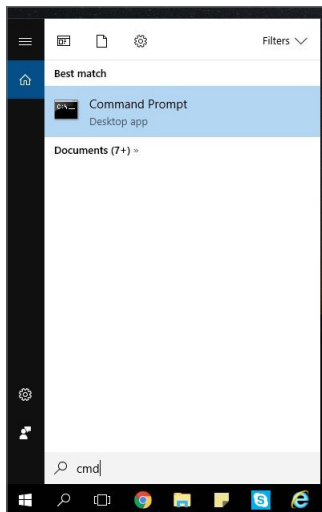 Filters
Best match
C:\
Command Prompt
Desktop app
Documents (7+) »
cmd
S